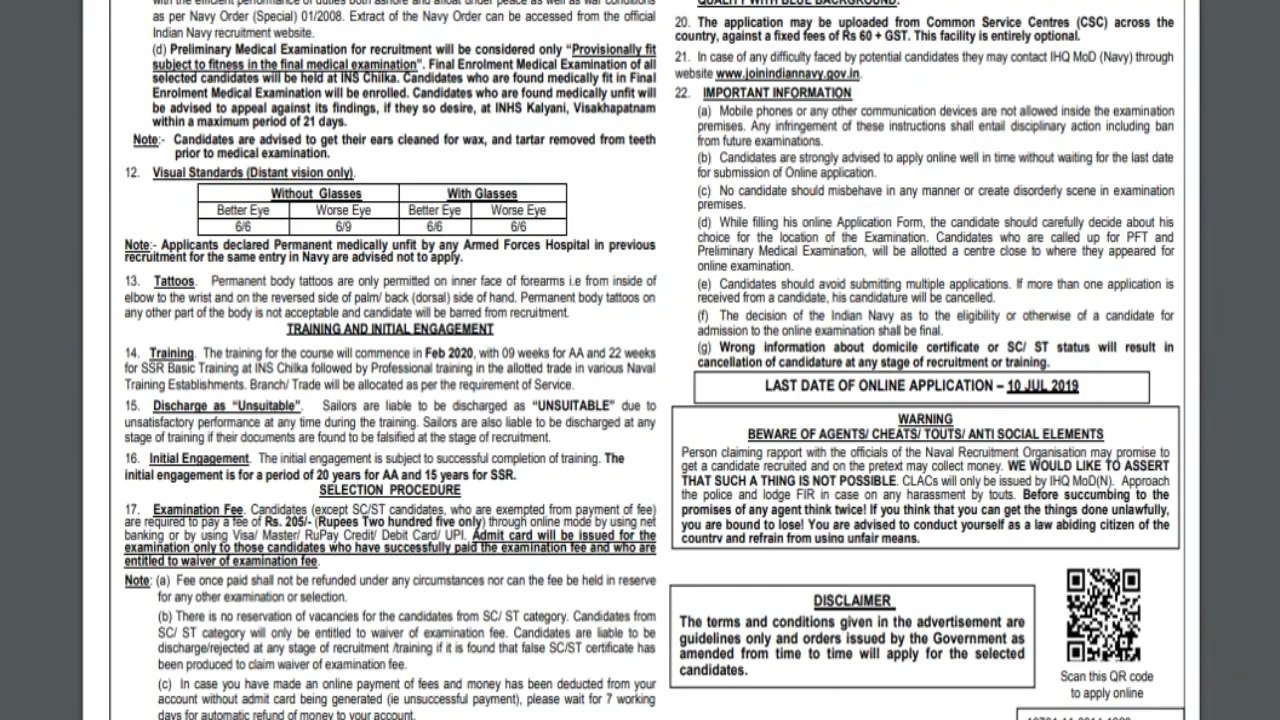 with the efficient performance of duties both ashore and afloat under peace as well as war conditions
as per Navy Order (Special) 01/2008. Extract of the Navy Order can be accessed from the official
Indian Navy recruitment website.
(d) Preliminary Medical Examination for recruitment will be considered only “Provisionally fit
subject to fitness in the final medical examination”. Final Enrolment Medical Examination of all
selected candidates will be held at INS Chilka. Candidates who are found medically fit in Final
Enrolment Medical Examination will be enrolled. Candidates who are found medically unfit will
be advised to appeal against its findings, if they so desire, at INHS Kalyani, Visakhapatnam
within a maximum period of 21 days.
Note:- Candidates are advised to get their ears cleaned for wax, and tartar removed from teeth
prior to medical examination.
12. Visual Standards (Distant vision only).
Without Glasses With Glasses
Better Eye Worse Eye Better Eye Worse Eye
6/6 6/9 6/6 6/6
Note:- Applicants declared Permanent medically unfit by any Armed Forces Hospital in previous
recruitment for the same entry in Navy are advised not to apply.
13. Tattoos. Permanent body tattoos are only permitted on inner face of forearms i.e from inside of
elbow to the wrist and on the reversed side of palm/ back (dorsal) side of hand. Permanent body tattoos on
any other part of the body is not acceptable and candidate will be barred from recruitment.
TRAINING AND INITIAL ENGAGEMENT
14. Training. The training for the course will commence in Feb 2020, with 09 weeks for AA and 22 weeks
for SSR Basic Training at INS Chilka followed by Professional training in the allotted trade in various Naval
Training Establishments. Branch/ Trade will be allocated as per the requirement of Service.
15. Discharge as “Unsuitable”. Sailors are liable to be discharged as “UNSUITABLE” due to
unsatisfactory performance at any time during the training. Sailors are also liable to be discharged at any
stage of training if their documents are found to be falsified at the stage of recruitment.
16. Initial Engagement. The initial engagement is subject to successful completion of training. The
initial engagement is for a period of 20 years for AA and 15 years for SSR.
SELECTION PROCEDURE
17. Examination Fee. Candidates (except SC/ST candidates, who are exempted from payment of fee)
are required to pay a fee of Rs. 205/- (Rupees Two hundred five only) through online mode by using net
banking or by using Visa/ Master/ RuPay Credit/ Debit Card/ UPI. Admit card will be issued for the
examination only to those candidates who have successfully paid the examination fee and who are
entitled to waiver of examination fee.
Note: (a) Fee once paid shall not be refunded under any circumstances nor can the fee be held in reserve
for any other examination or selection.
(b) There is no reservation of vacancies for the candidates from SC/ ST category. Candidates from
SC/ ST category will only be entitled to waiver of examination fee. Candidates are liable to be
discharge/rejected at any stage of recruitment /training if it is found that false SC/ST certificate has
been produced to claim waiver of examination fee.
(c) In case you have made an online payment of fees and money has been deducted from your
account without admit card being generated (ie unsuccessful payment), please wait for 7 working
days for automatic refund of money to your account.
QUALITY WITH BLUE BACKGROUND.
20. The application may be uploaded from Common Service Centres (CSC) across the
country, against a fixed fees of Rs 60 + GST. This facility is entirely optional.
21. In case of any difficulty faced by potential candidates they may contact IHQ MoD (Navy) through
website www.joinindiannavy.gov.in.
22. IMPORTANT INFORMATION
(a) Mobile phones or any other communication devices are not allowed inside the examination
premises. Any infringement of these instructions shall entail disciplinary action including ban
from future examinations.
(b) Candidates are strongly advised to apply online well in time without waiting for the last date
for submission of Online application.
(c) No candidate should misbehave in any manner or create disorderly scene in examination
premises.
(d) While filling his online Application Form, the candidate should carefully decide about his
choice for the location of the Examination. Candidates who are called up for PFT and
Preliminary Medical Examination, will be allotted a centre close to where they appeared for
online examination.
(e) Candidates should avoid submitting multiple applications. If more than one application is
received from a candidate, his candidature will be cancelled.
(f) The decision of the Indian Navy as to the eligibility or otherwise of a candidate for
admission to the online examination shall be final.
(g) Wrong information about domicile certificate or SC/ ST status will result in
cancellation of candidature at any stage of recruitment or training.
LAST DATE OF ONLINE APPLICATION – 10 JUL 2019
WARNING
BEWARE OF AGENTS/ CHEATS/ TOUTS/ ANTI SOCIAL ELEMENTS
Person claiming rapport with the officials of the Naval Recruitment Organisation may promise to
get a candidate recruited and on the pretext may collect money. WE WOULD LIKE TO ASSERT
THAT SUCH A THING IS NOT POSSIBLE. CLACs will only be issued by IHQ MoD(N). Approach
the police and lodge FIR in case on any harassment by touts. Before succumbing to the
promises of any agent think twice! If you think that you can get the things done unlawfully,
you are bound to lose! You are advised to conduct yourself as a law abiding citizen of the
country and refrain from using unfair means.
DISCLAIMER
The terms and conditions given in the advertisement are
guidelines only and orders issued by the Government as
amended from time to time will apply for the selected
candidates.
Scan this QR code
to apply online